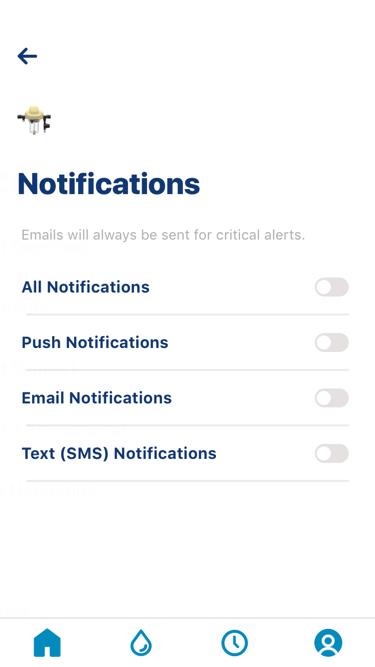 Notifications
Emails will always be sent for critical alerts.
All Notifications
Push Notifications
Email Notifications
Text (SMS) Notifications